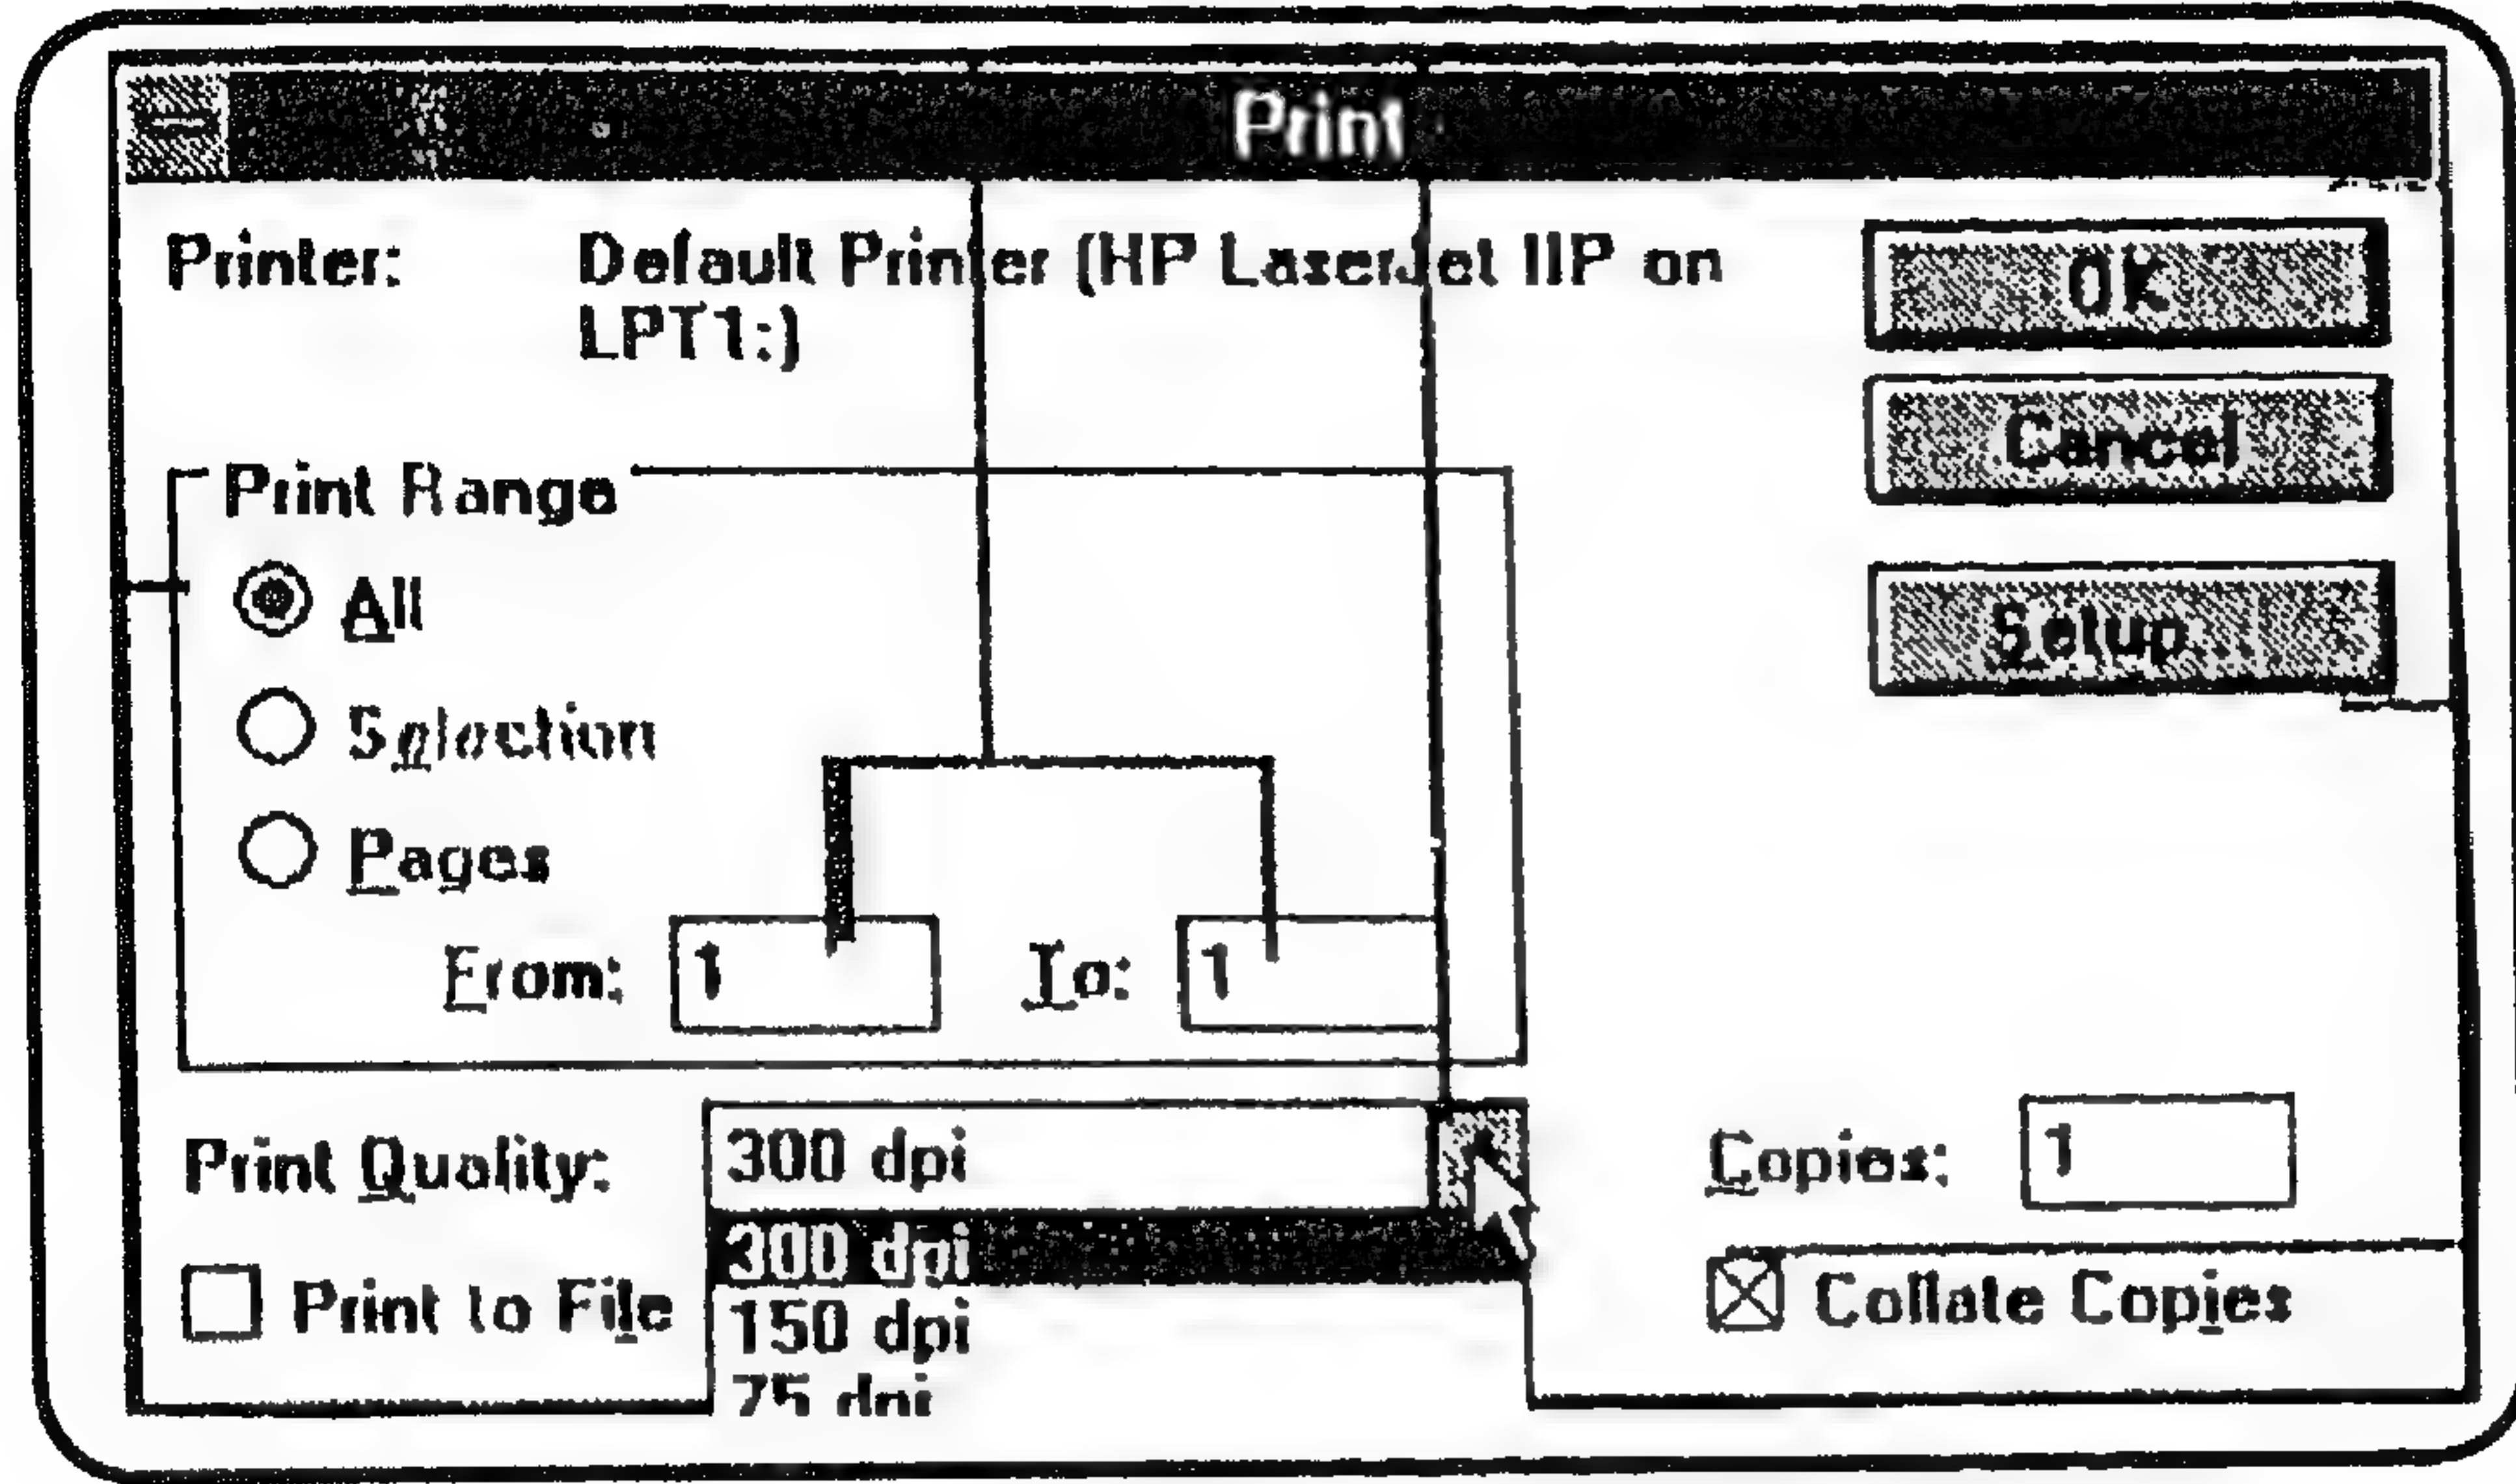 Print
Printer: Default Printer (HP LaserJet IIP on
LPT1:)
OK
Cancel
Setup
Print Range
All
Selection
Pages
From: 1 To: 1
Print Quality: 300 dpi
Copies: 1
300 dpi
150 dpi
75 dpi
Print to File
Collate Copies